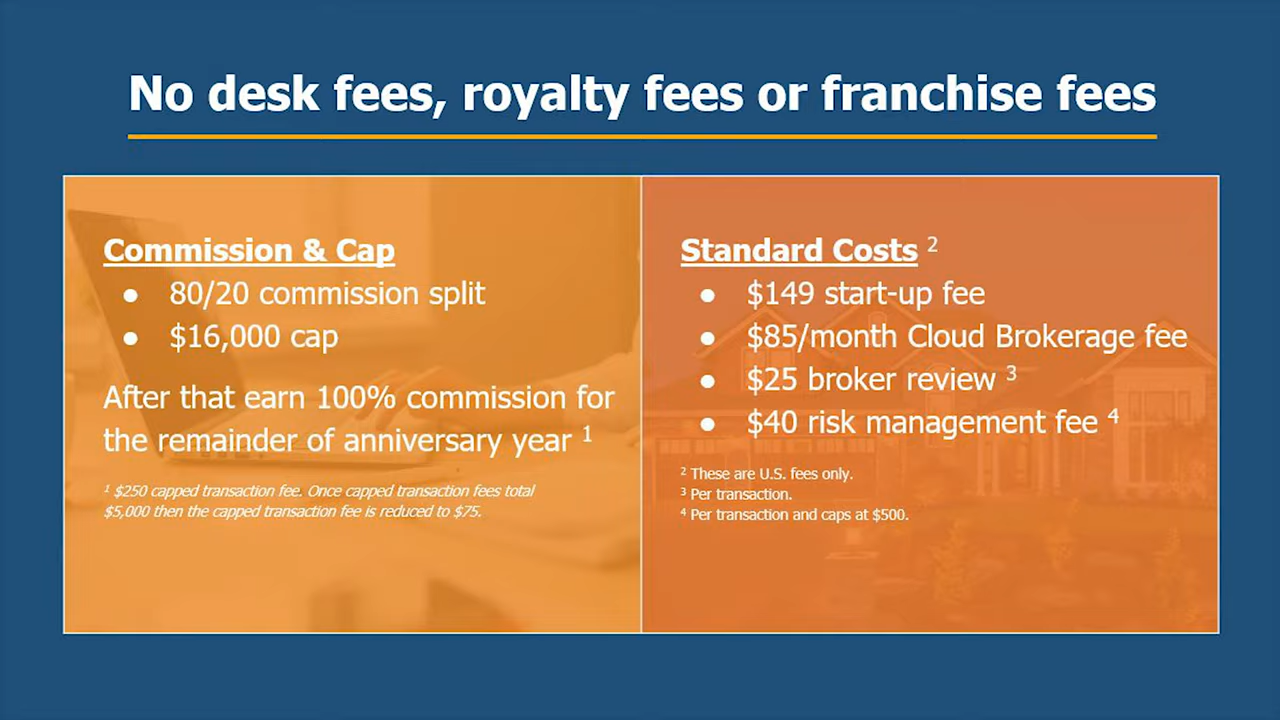 No desk fees, royalty fees or franchise fees
Commission & Cap
● 80/20 commission split
● $16,000 cap
After that earn 100% commission for
the remainder of anniversary year ¹
¹ $250 capped transaction fee. Once capped transaction fees total
$5,000 then the capped transaction fee is reduced to $75.
Standard Costs ²
● $149 start-up fee
● $85/month Cloud Brokerage fee
● $25 broker review ³
● $40 risk management fee ⁴
² These are U.S. fees only.
³ Per transaction.
⁴ Per transaction and caps at $500.